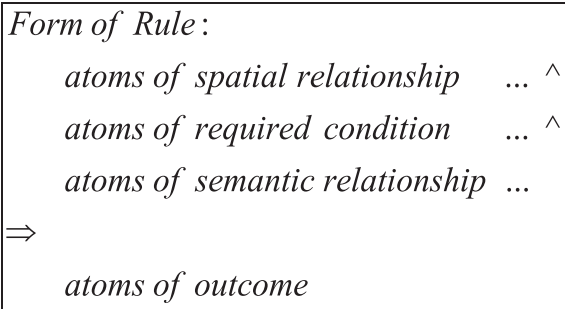 Form of Rule:
atoms of spatial relationship ... ^
atoms of required condition ... ^
atoms of semantic relationship ...
⇒
atoms of outcome